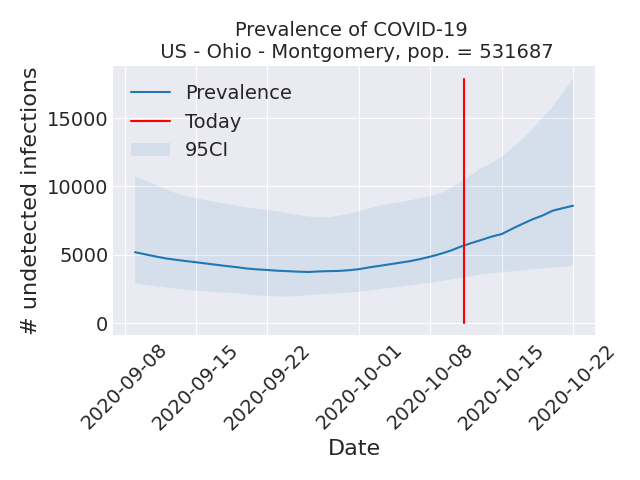 Prevalence of COVID-19
US - Ohio - Montgomery, pop. = 531687
# undetected infections
15000
10000
5000
0
Prevalence
Today
95CI
2020-09-08
2020-09-15
2020-09-22
2020-10-01
2020-10-08
2020-10-15
2020-10-22
Date